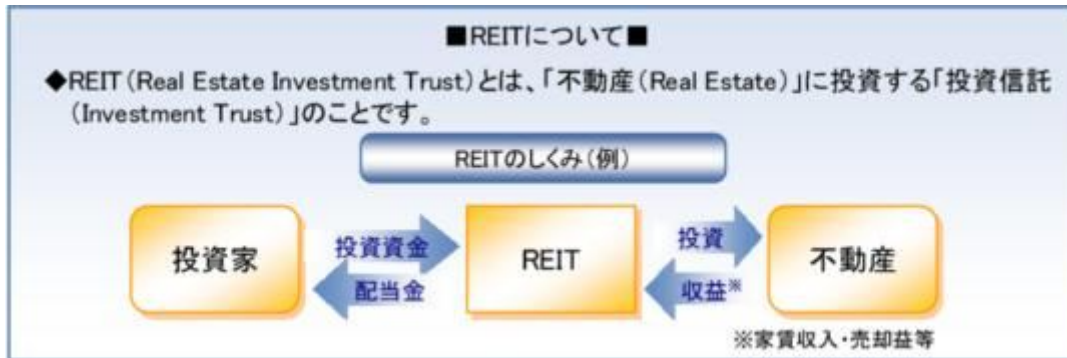 ■REITについて■
◆REIT(Real Estate Investment Trust)とは、「不動産(Real Estate)」に投資する「投資信託
(Investment Trust)」のことです。
REITのしくみ(例)
投資家
投資資金
配当金
REIT
投資
収益※
不動産
※家賃収入・売却益等